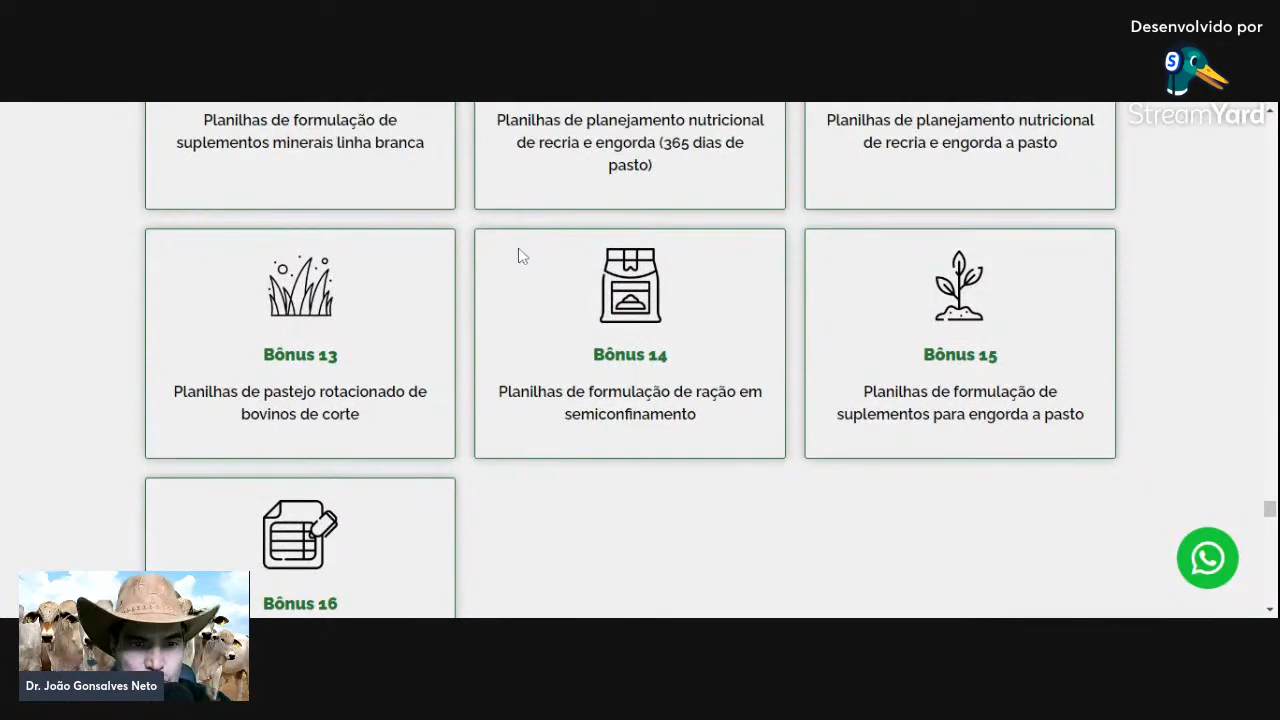 Desenvolvido por
StreamYard
Planilhas de formulação de
suplementos minerais linha branca
Planilhas de planejamento nutricional
de recria e engorda (365 dias de
pasto)
Planilhas de planejamento nutricional
de recria e engorda a pasto
Bônus 13
Planilhas de pastejo rotacionado de
bovinos de corte
Bônus 14
Planilhas de formulação de ração em
semiconfinamento
Bônus 15
Planilhas de formulação de
suplementos para engorda a pasto
Bônus 16
Dr. João Gonsalves Neto